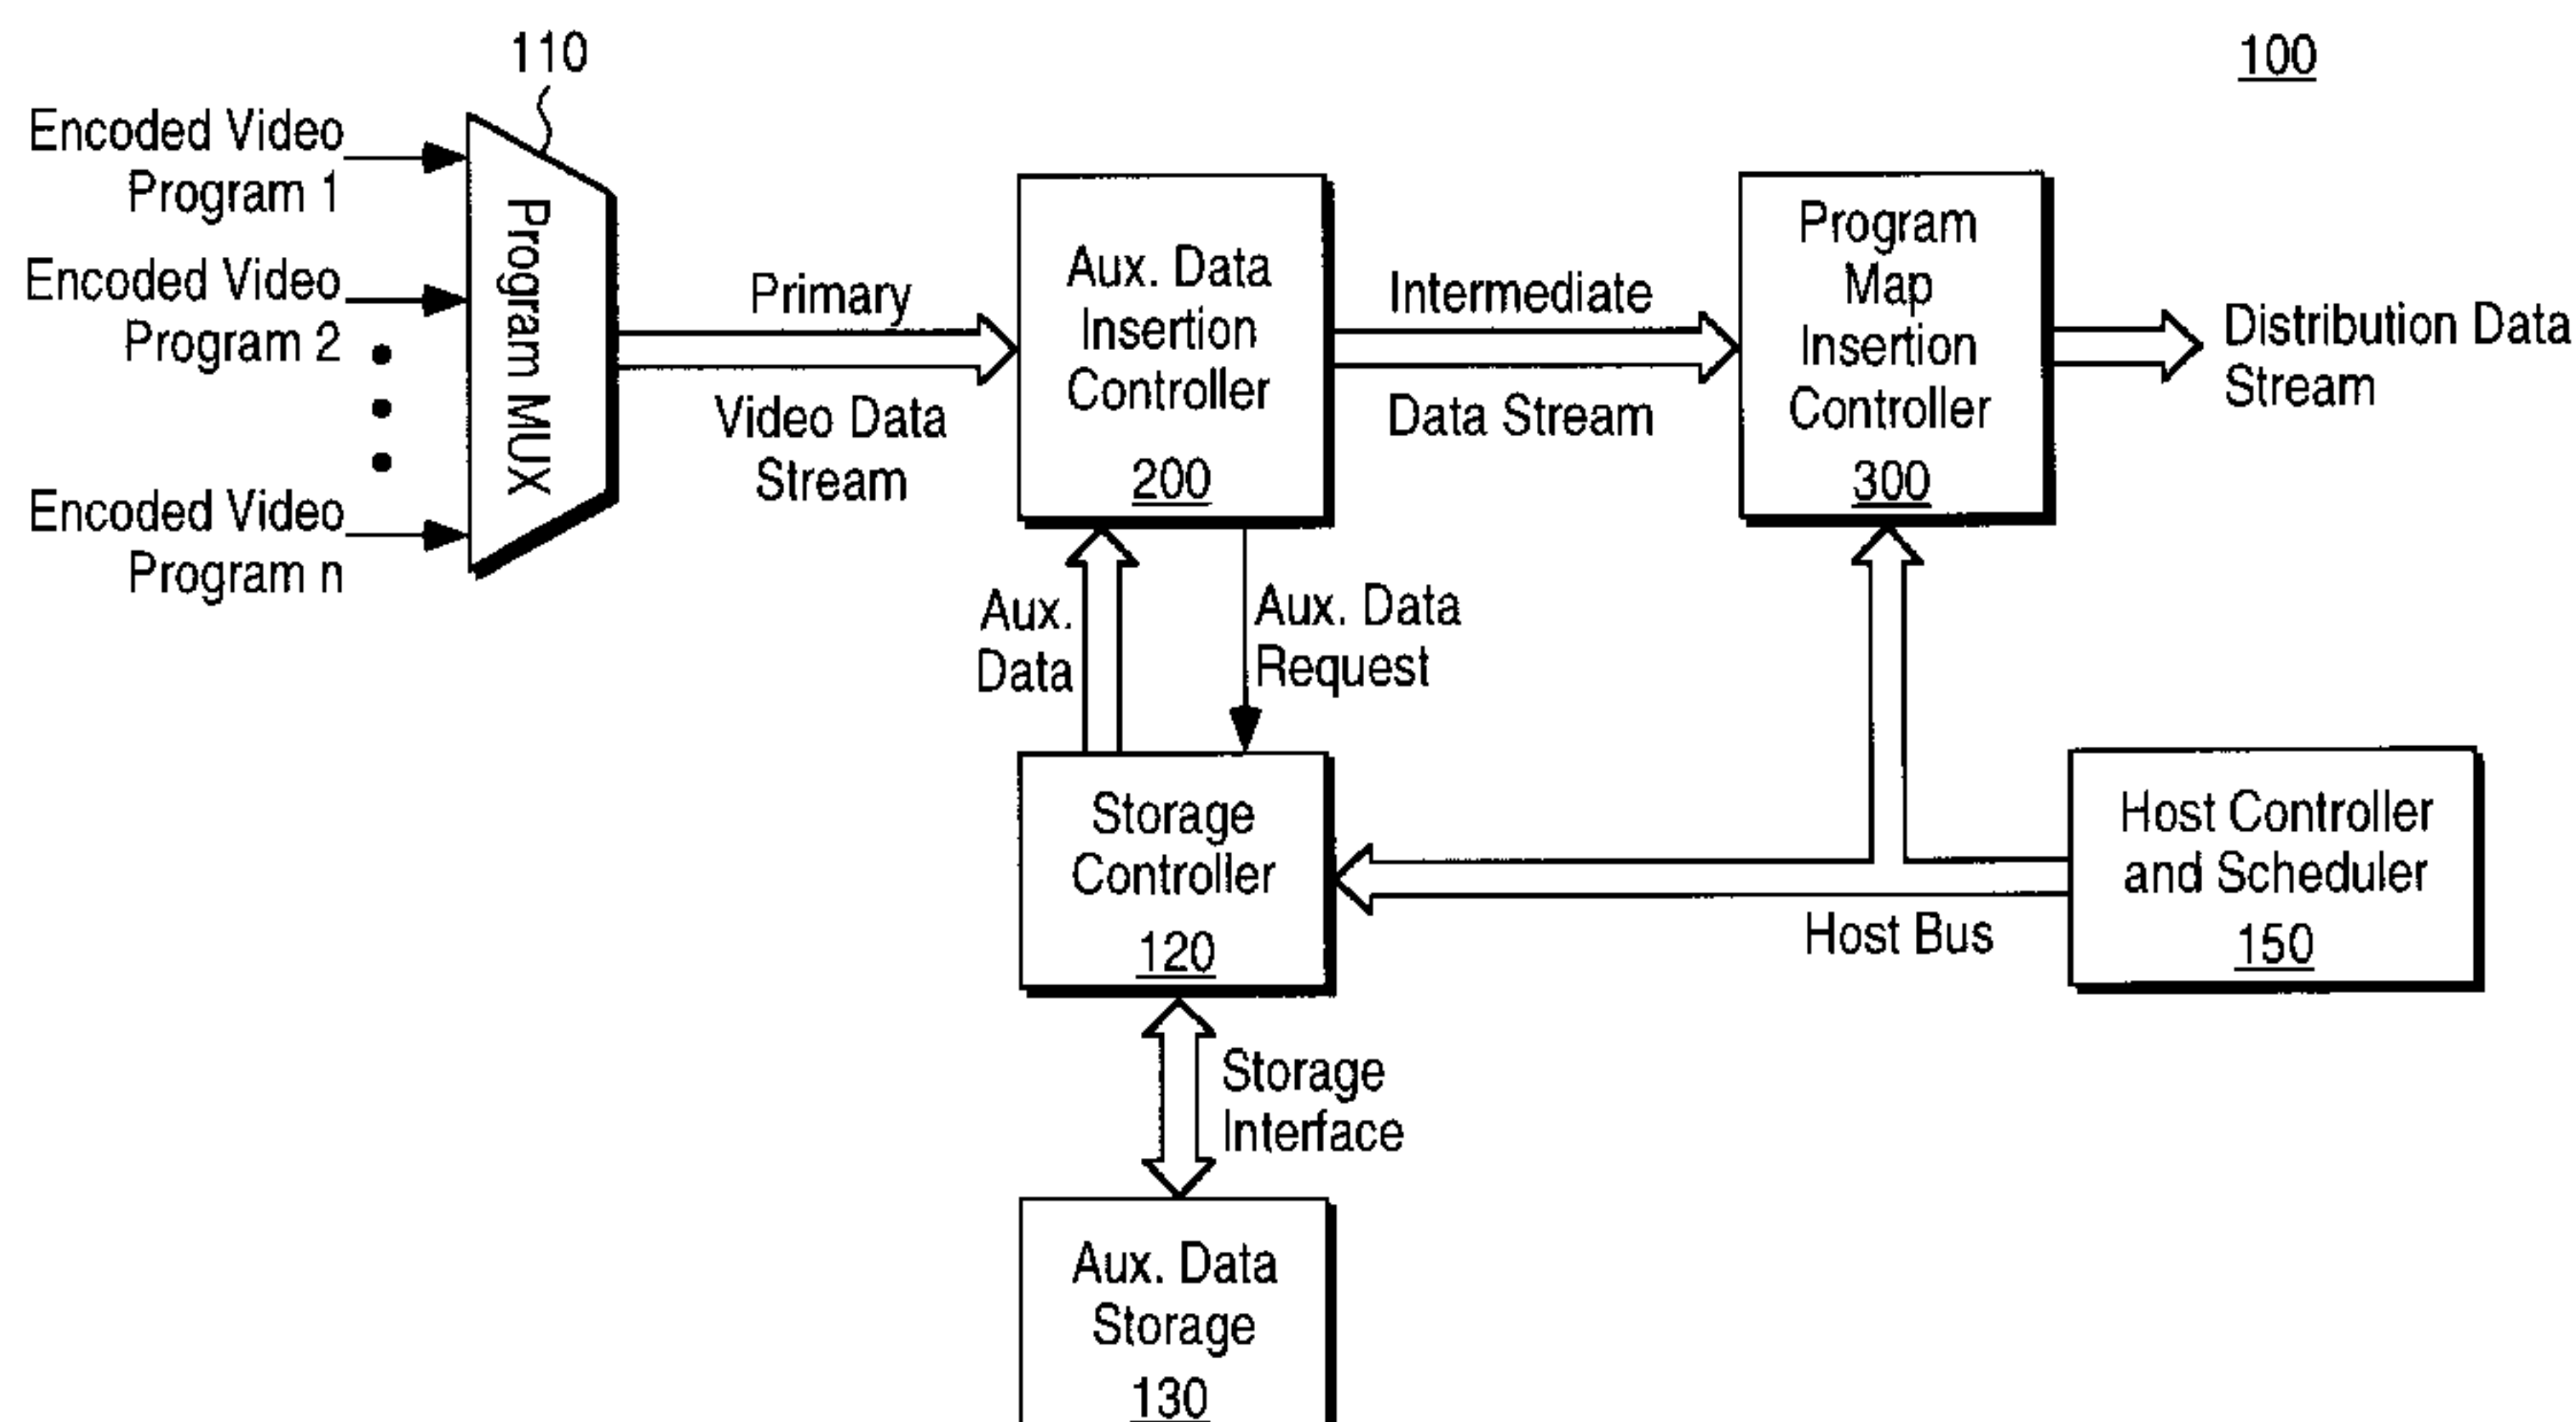 110
100
Encoded Video
Program 1
Encoded Video
Program 2
Encoded Video
Program n
Program MUX
Primary
Video Data
Stream
Aux. Data
Insertion
Controller
200
Intermediate
Data Stream
Program
Map
Insertion
Controller
300
Distribution Data
Stream
Aux.
Data
Aux. Data
Request
Storage
Controller
120
Host Bus
Host Controller
and Scheduler
150
Storage
Interface
Aux. Data
Storage
130